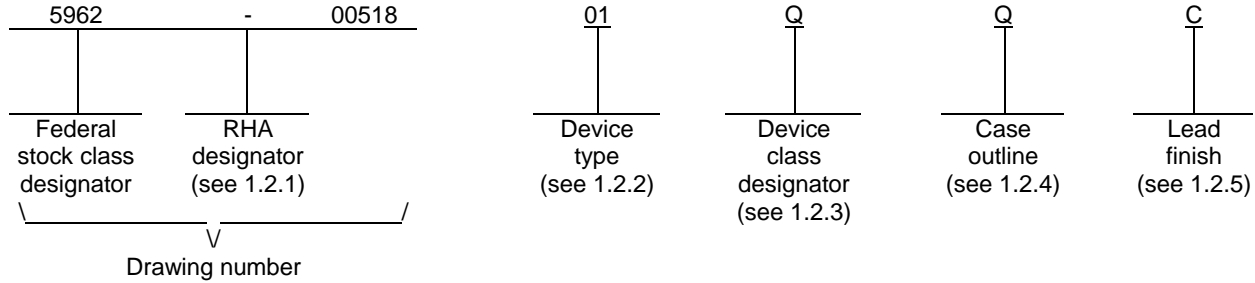 5962 - 00518 01 Q Q C
Federal stock class designator
RHA designator (see 1.2.1)
Device type (see 1.2.2)
Device class designator (see 1.2.3)
Case outline (see 1.2.4)
Lead finish (see 1.2.5)
\ /
\/
Drawing number